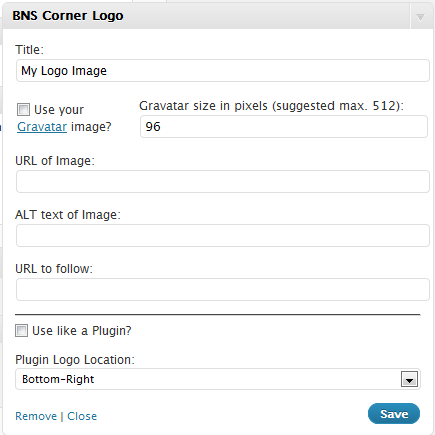 BNS Corner Logo
Title:
My Logo Image
Use your Gravatar size in pixels (suggested max. 512):
Gravatar image? 96
URL of Image:
ALT text of Image:
URL to follow:
Use like a Plugin?
Plugin Logo Location:
Bottom-Right
Remove | Close Save